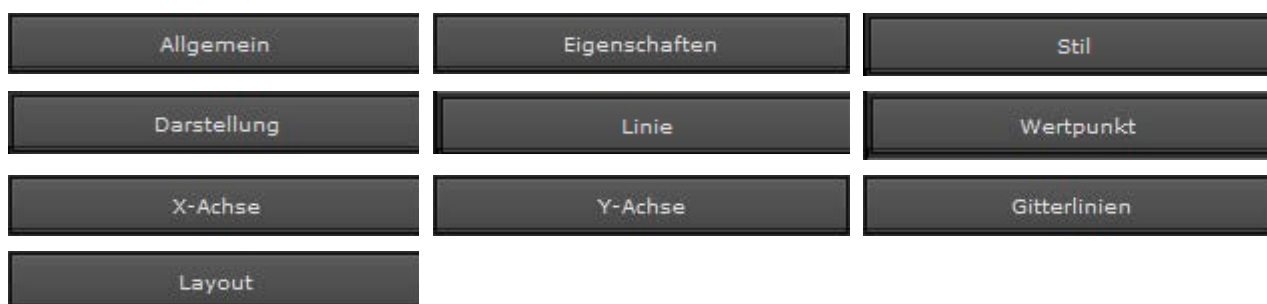 Allgemein
Eigenschaften
Stil
Darstellung
Linie
Wertpunkt
X-Achse
Y-Achse
Gitterlinien
Layout